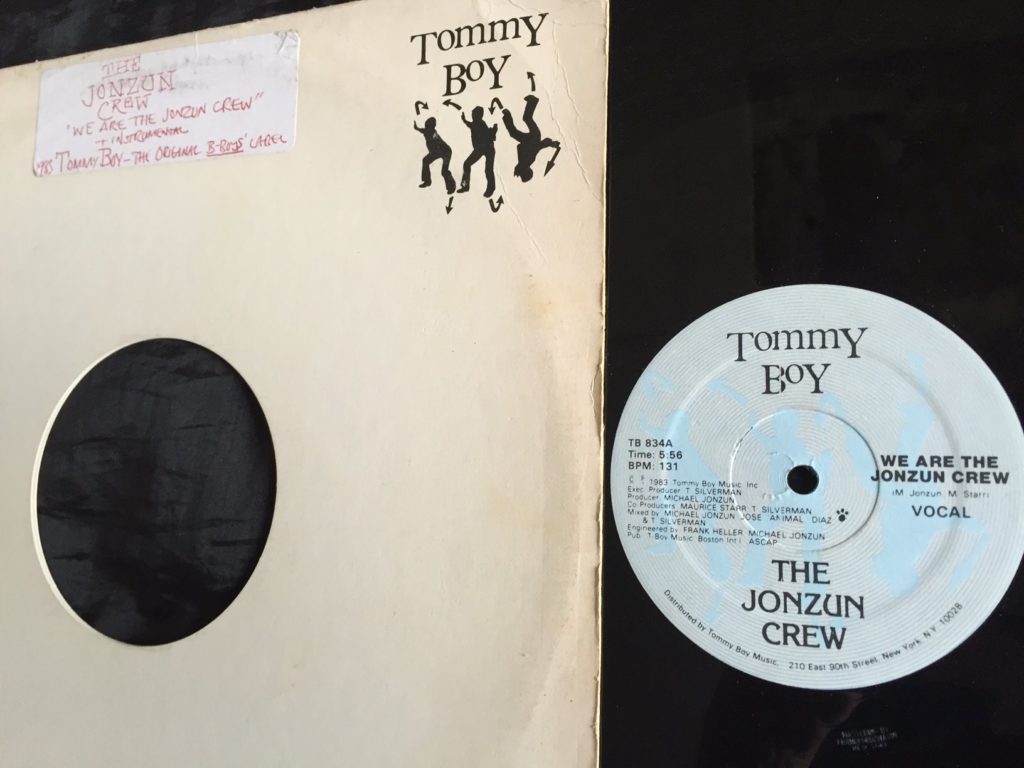 THE
JONZUN
CREW
'WE ARE THE JONZUN CREW"
+ INSTRUMENTAL
'983 TOMMY BOY - THE ORIGINAL B-BOYS' LABEL
TOMMY
BOY
TOMMY
BOY
TB 834A
Time: 5:56
BPM: 131
1983 Tommy Boy Music Inc
Exec Producer T SILVERMAN
Producer MICHAEL JONZUN
Co Producers MAURICE STARR T SILVERMAN
Mixed by MICHAEL JONZUN JOSE ANIMAL DIAZ
& T SILVERMAN
Engineered by FRANK HELLER MICHAEL JONZUN
Pub T-Boy Music Boston Int'l ASCAP
WE ARE THE
JONZUN CREW
(M Jonzun M Starr)
VOCAL
THE
JONZUN
CREW
Distributed by Tommy Boy Music, 210 East 90th Street, New York N.Y. 10028